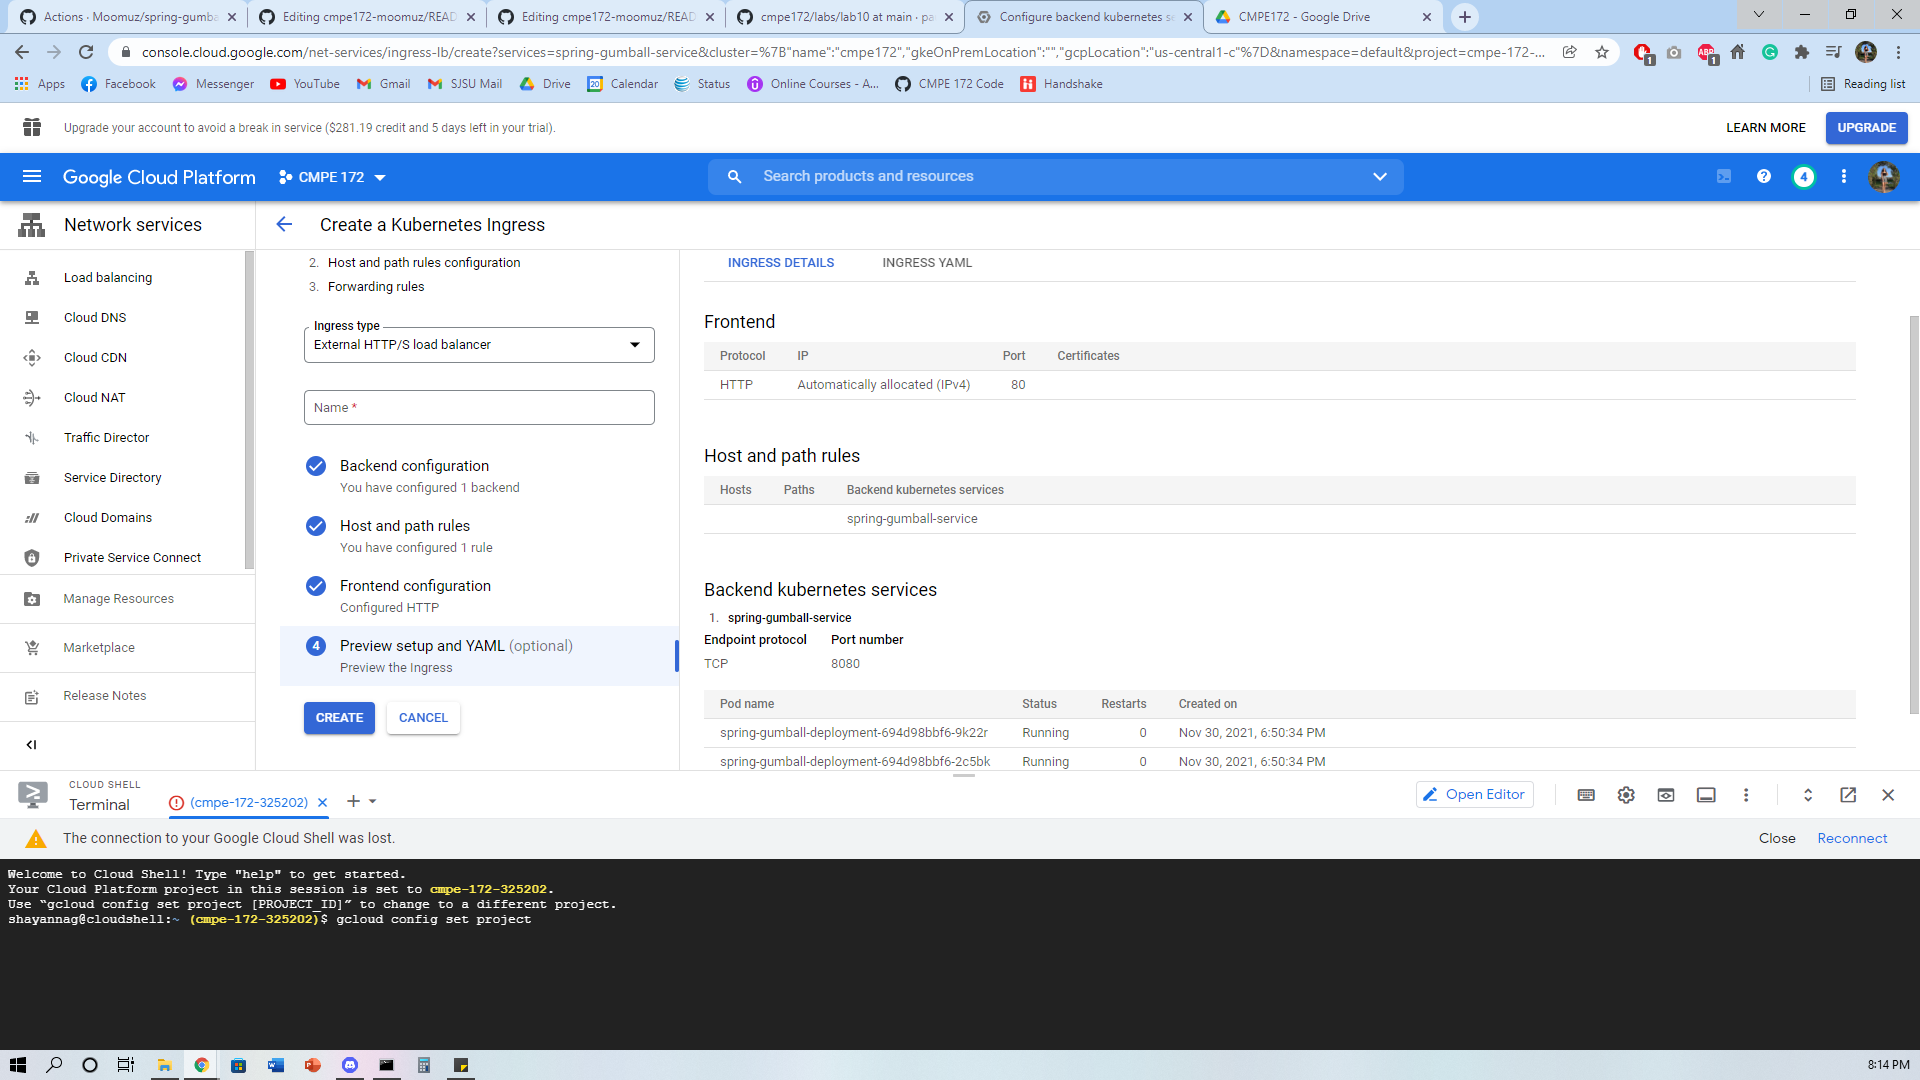 Actions · Moomuz/spring-gumba
Editing cmpe172-moomuz/READ
Editing cmpe172-moomuz/READ
cmpe172/labs/lab10 at main · pa
Configure backend kubernetes se
CMPE172 - Google Drive
console.cloud.google.com/net-services/ingress-lb/create?services=spring-gumball-service&cluster=%7B"name":"cmpe172","gkeOnPremLocation":"","gcpLocation":"us-central1-c"%7D&namespace=default&project=cmpe-172-...
1
ABP
1
Apps
Facebook
Messenger
YouTube
Gmail
SJSU Mail
Drive
20
Calendar
Status
Online Courses - A...
CMPE 172 Code
Handshake
Reading list
Upgrade your account to avoid a break in service ($281.19 credit and 5 days left in your trial).
LEARN MORE
UPGRADE
Google Cloud Platform
CMPE 172
Search products and resources
4
Network services
Create a Kubernetes Ingress
Load balancing
Cloud DNS
Cloud CDN
Cloud NAT
Traffic Director
Service Directory
Cloud Domains
Private Service Connect
Manage Resources
Marketplace
Release Notes
2. Host and path rules configuration
3. Forwarding rules
Ingress type
External HTTP/S load balancer
Name *
Backend configuration
You have configured 1 backend
Host and path rules
You have configured 1 rule
Frontend configuration
Configured HTTP
4 Preview setup and YAML (optional)
Preview the Ingress
CREATE
CANCEL
INGRESS DETAILS
INGRESS YAML
Frontend
Protocol IP Port Certificates
HTTP Automatically allocated (IPv4) 80
Host and path rules
Hosts Paths Backend kubernetes services
spring-gumball-service
Backend kubernetes services
1. spring-gumball-service
Endpoint protocol Port number
TCP 8080
Pod name Status Restarts Created on
spring-gumball-deployment-694d98bbf6-9k22r Running 0 Nov 30, 2021, 6:50:34 PM
spring-gumball-deployment-694d98bbf6-2c5bk Running 0 Nov 30, 2021, 6:50:34 PM
CLOUD SHELL
Terminal
(cmpe-172-325202)
Open Editor
The connection to your Google Cloud Shell was lost.
Close
Reconnect
Welcome to Cloud Shell! Type "help" to get started.
Your Cloud Platform project in this session is set to cmpe-172-325202.
Use “gcloud config set project [PROJECT_ID]” to change to a different project.
shayannag@cloudshell:~ (cmpe-172-325202)$ gcloud config set project
8:14 PM